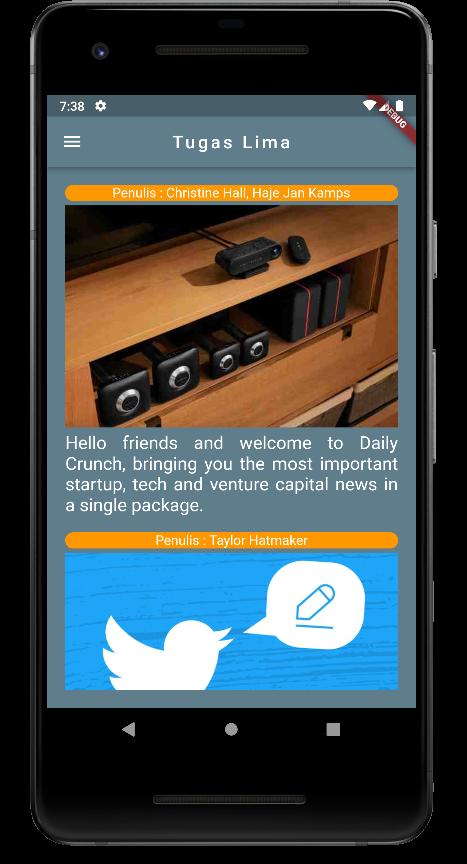 7:38
DEBUG
Tugas Lima
Penulis : Christine Hall, Haje Jan Kamps
Hello friends and welcome to Daily
Crunch, bringing you the most important
startup, tech and venture capital news in
a single package.
Penulis : Taylor Hatmaker